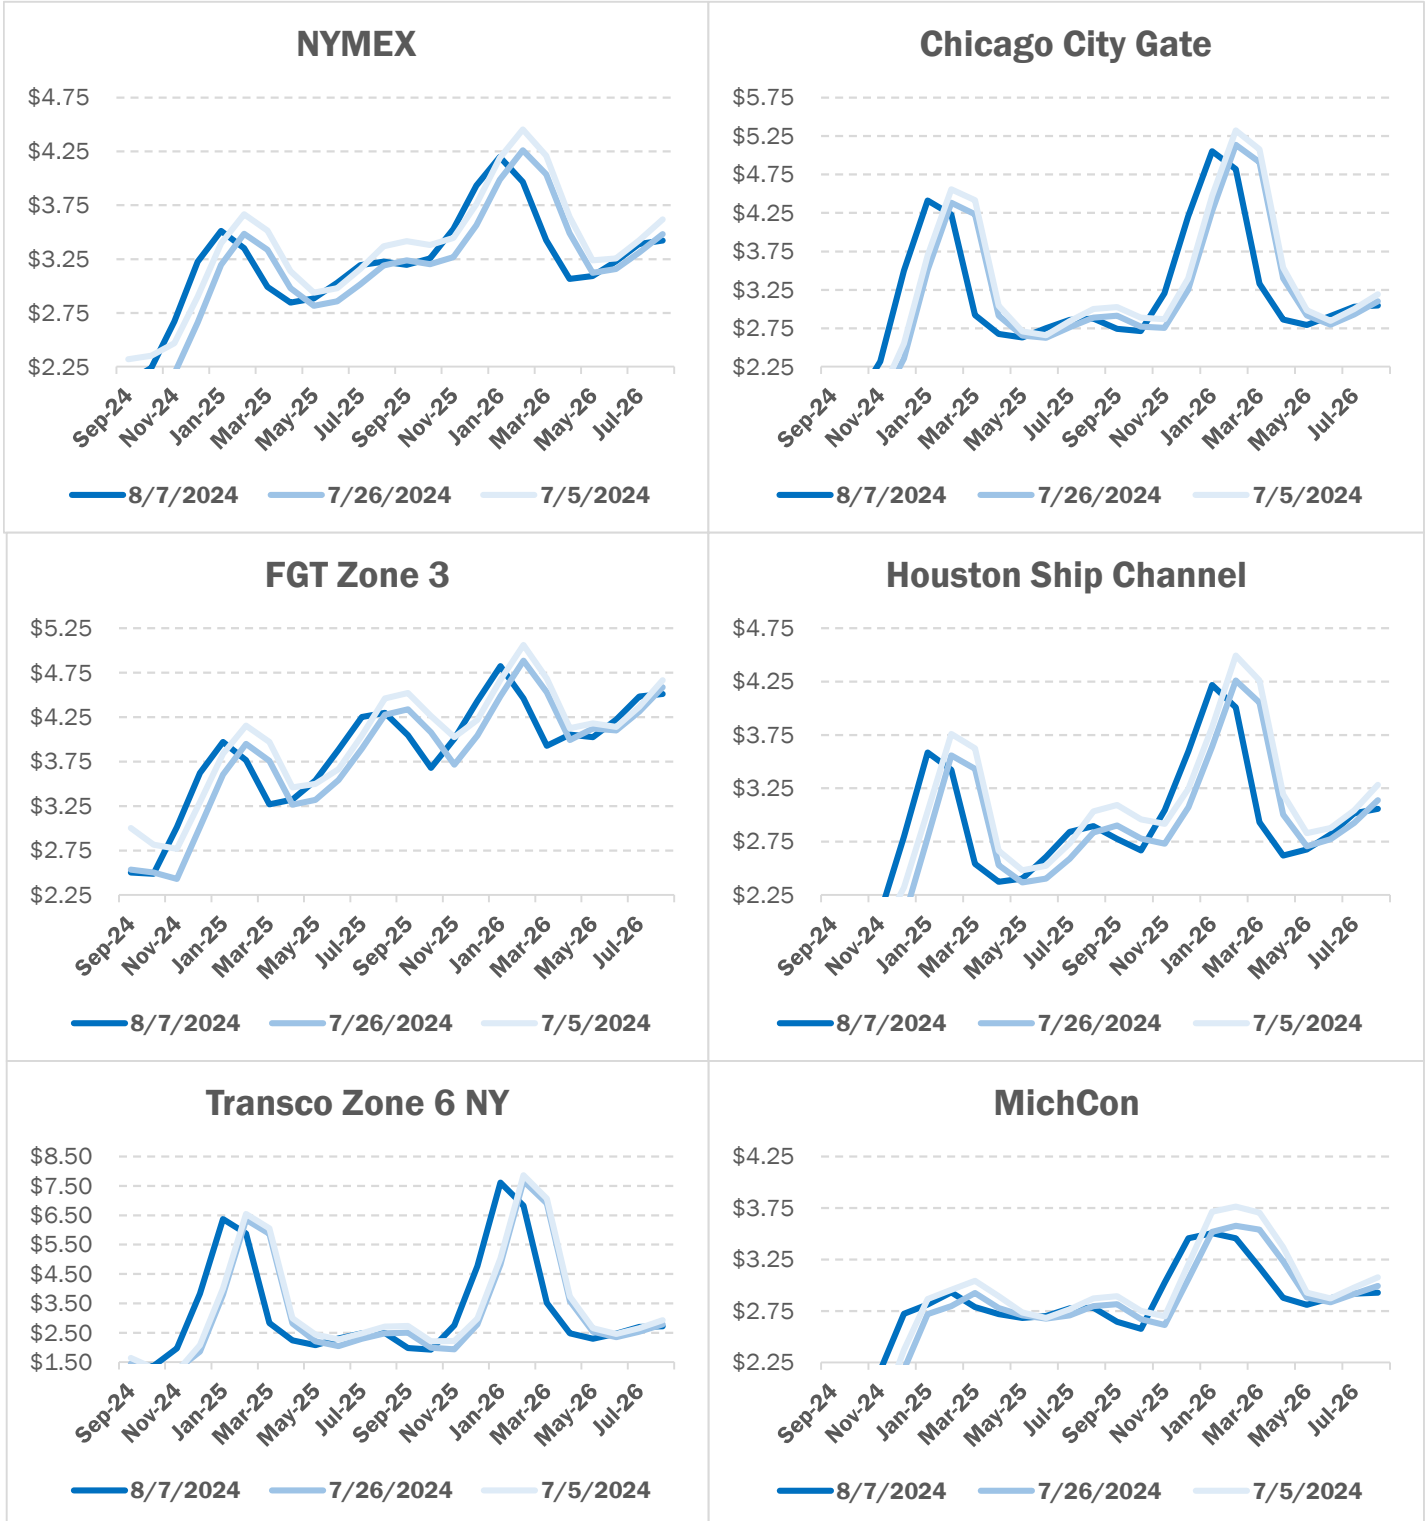 NYMEX
$4.75
$4.25
$3.75
$3.25
$2.75
$2.25
Sep-24 Nov-24 Jan-25 Mar-25 May-25 Jul-25 Sep-25 Nov-25 Jan-26 Mar-26 May-26 Jul-26
8/7/2024 7/26/2024 7/5/2024
Chicago City Gate
$5.75
$5.25
$4.75
$4.25
$3.75
$3.25
$2.75
$2.25
Sep-24 Nov-24 Jan-25 Mar-25 May-25 Jul-25 Sep-25 Nov-25 Jan-26 Mar-26 May-26 Jul-26
8/7/2024 7/26/2024 7/5/2024
FGT Zone 3
$5.25
$4.75
$4.25
$3.75
$3.25
$2.75
$2.25
Sep-24 Nov-24 Jan-25 Mar-25 May-25 Jul-25 Sep-25 Nov-25 Jan-26 Mar-26 May-26 Jul-26
8/7/2024 7/26/2024 7/5/2024
Houston Ship Channel
$4.75
$4.25
$3.75
$3.25
$2.75
$2.25
Sep-24 Nov-24 Jan-25 Mar-25 May-25 Jul-25 Sep-25 Nov-25 Jan-26 Mar-26 May-26 Jul-26
8/7/2024 7/26/2024 7/5/2024
Transco Zone 6 NY
$8.50
$7.50
$6.50
$5.50
$4.50
$3.50
$2.50
$1.50
Sep-24 Nov-24 Jan-25 Mar-25 May-25 Jul-25 Sep-25 Nov-25 Jan-26 Mar-26 May-26 Jul-26
8/7/2024 7/26/2024 7/5/2024
MichCon
$4.25
$3.75
$3.25
$2.75
$2.25
Sep-24 Nov-24 Jan-25 Mar-25 May-25 Jul-25 Sep-25 Nov-25 Jan-26 Mar-26 May-26 Jul-26
8/7/2024 7/26/2024 7/5/2024